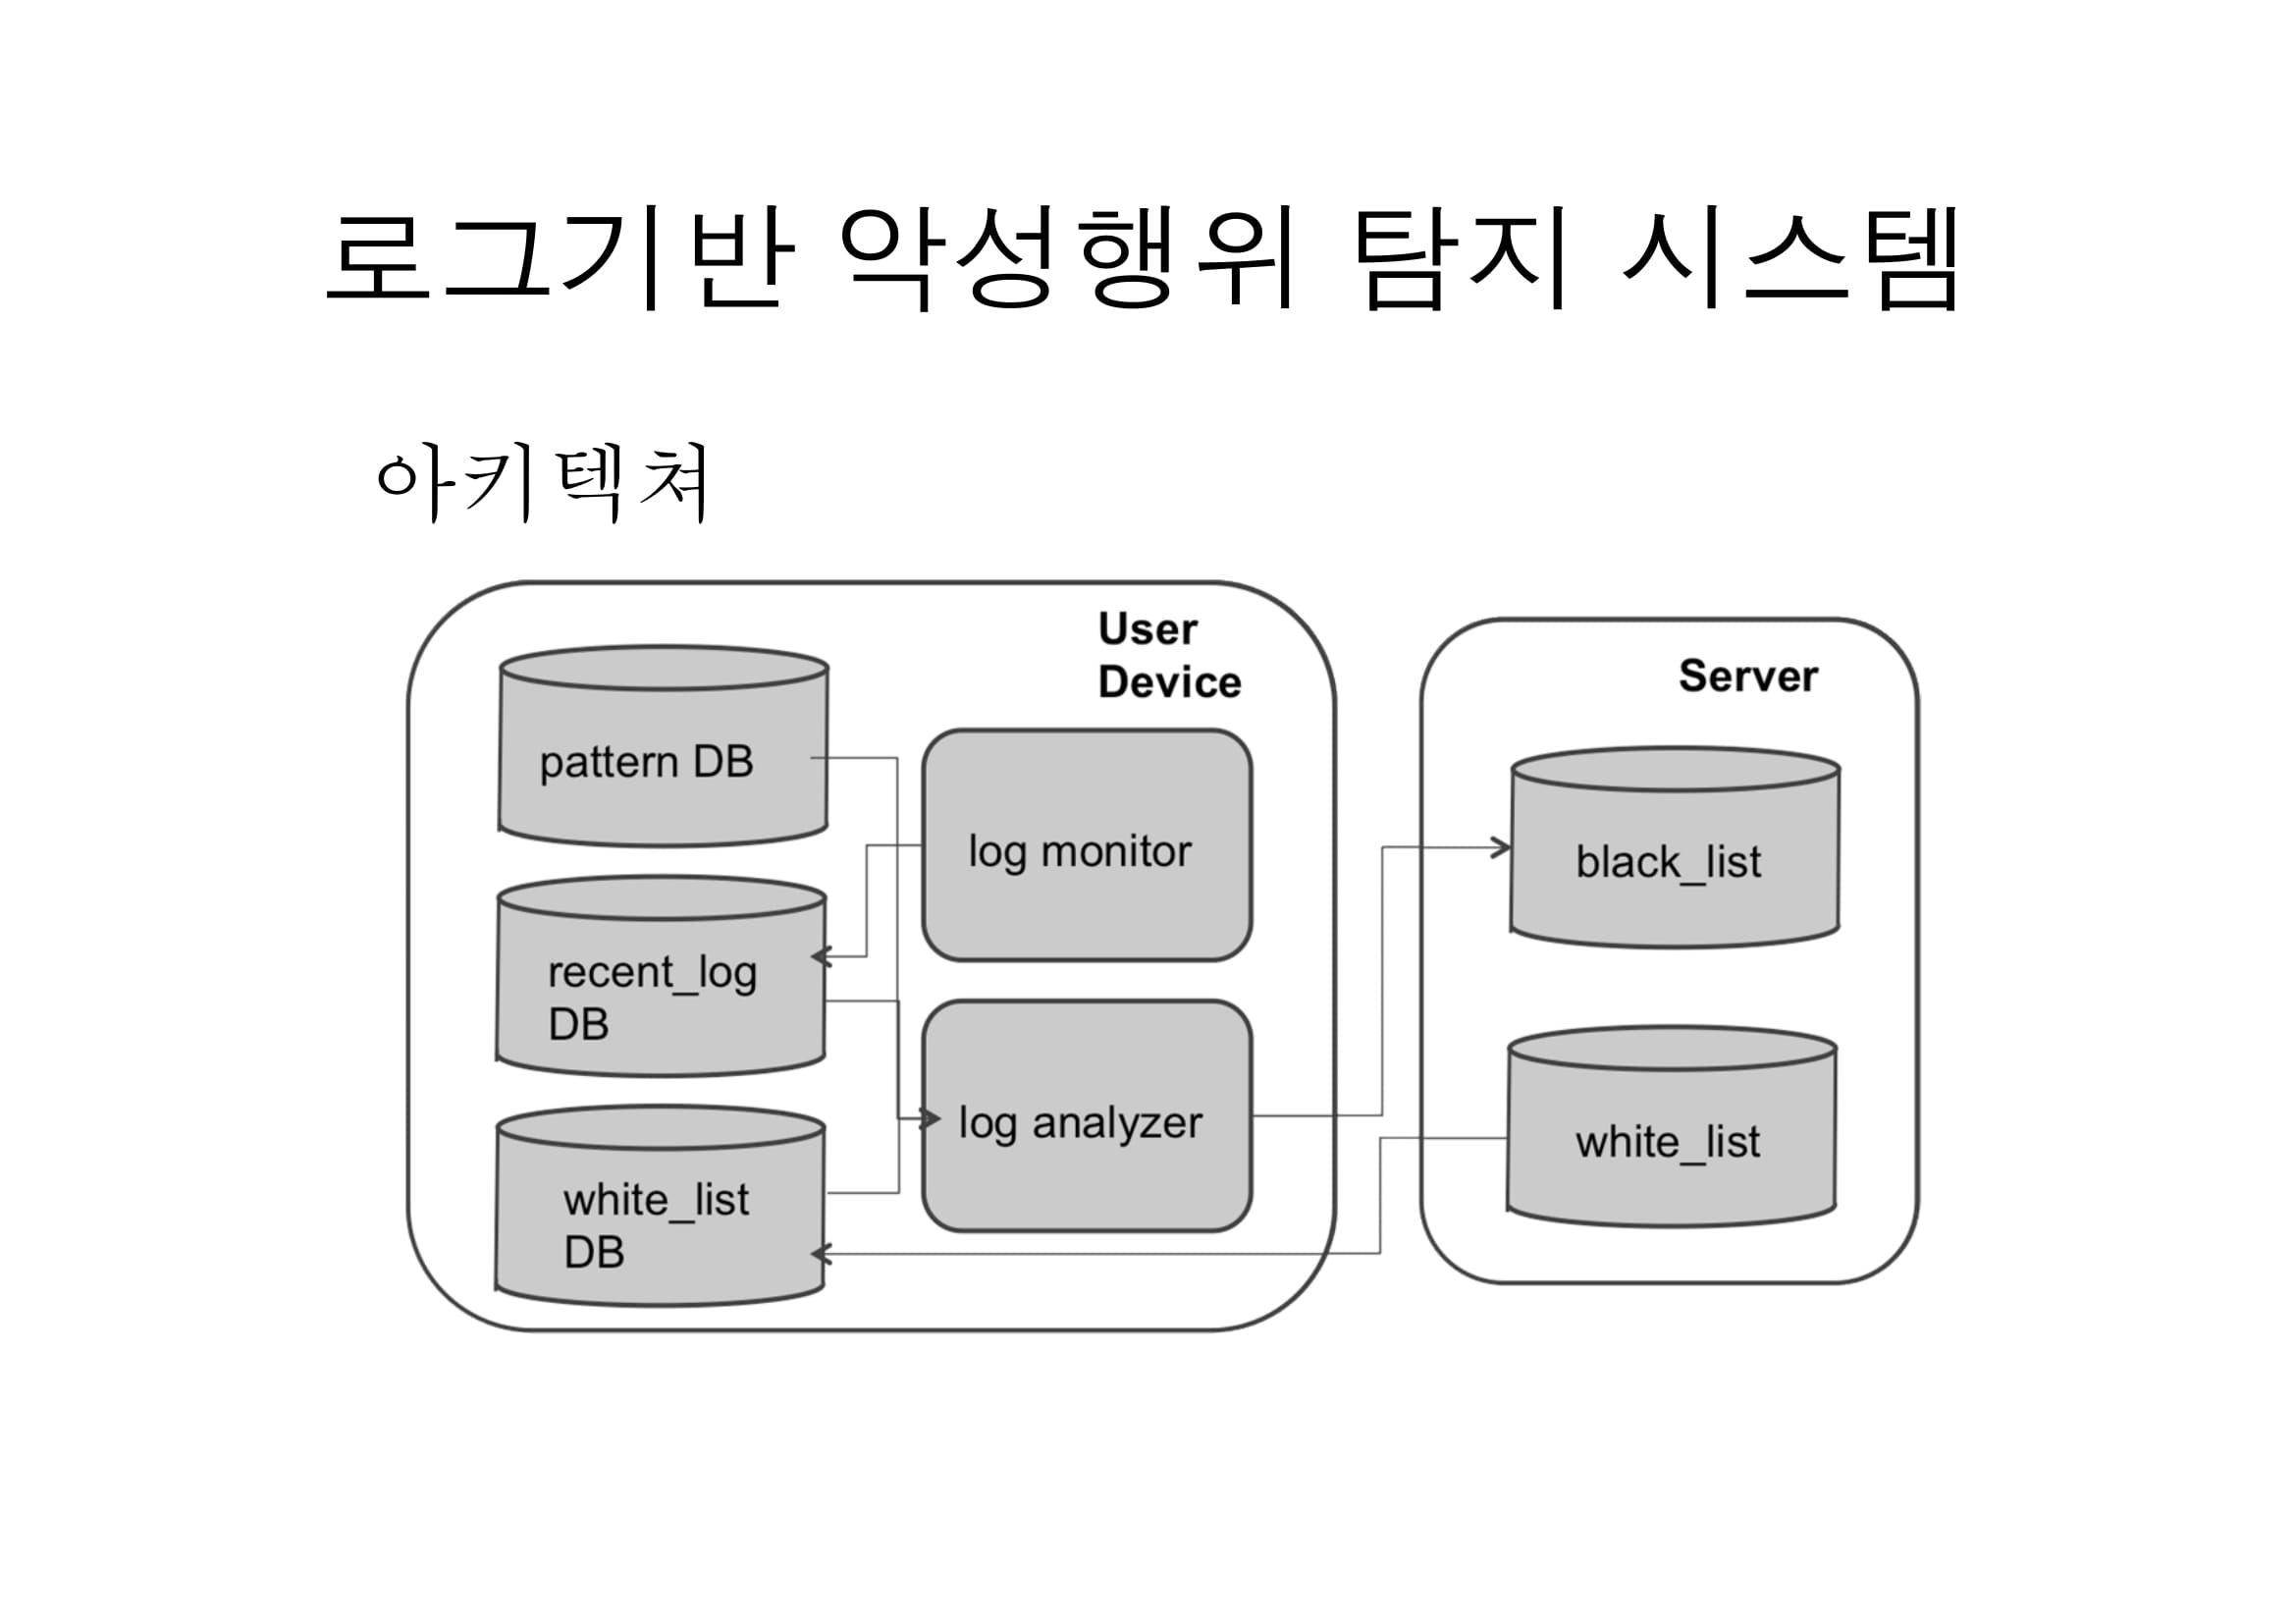 로그기반 악성행위 탐지 시스템
아키텍쳐
User
Device
Server
pattern DB
log monitor
black_list
recent_log
DB
log analyzer
white_list
white_list
DB